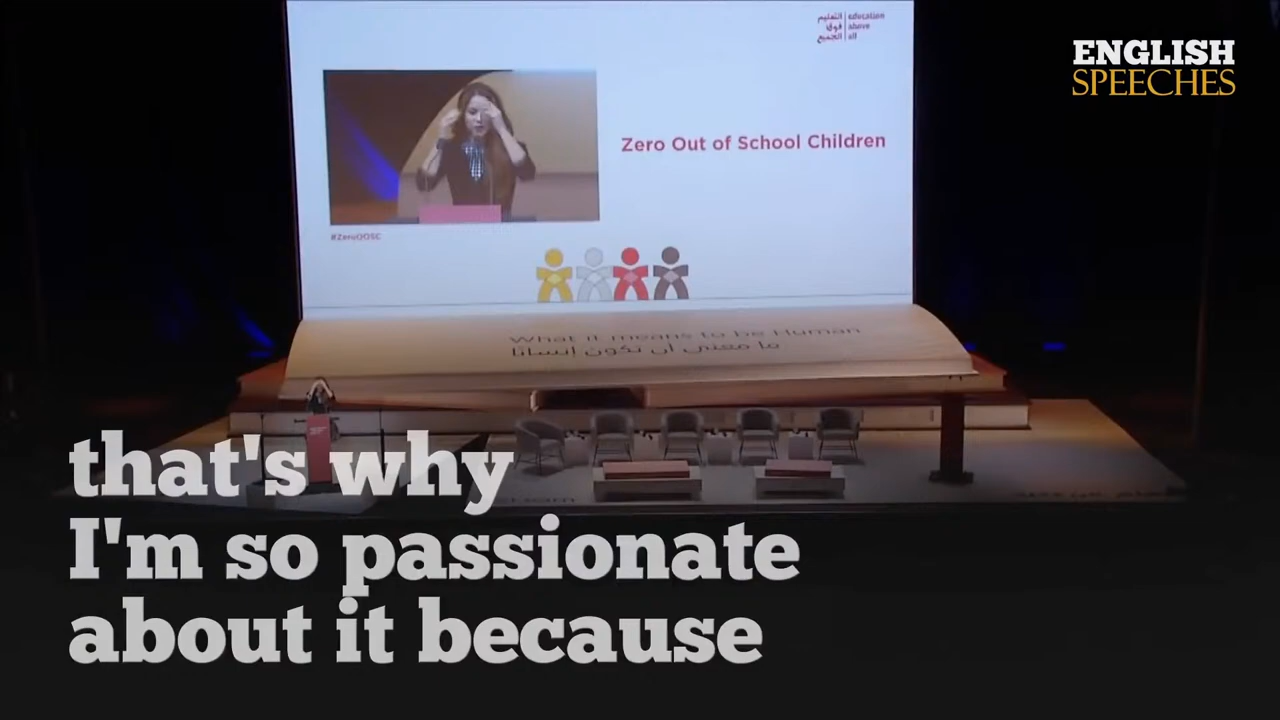 ENGLISH
SPEECHES
التعليم
فوق
الجميع
education
above
all
Zero Out of School Children
#ZeroOOSC
What it means to be Human
ما معنى أن تكون إنسانًا
that's why
I'm so passionate
about it because